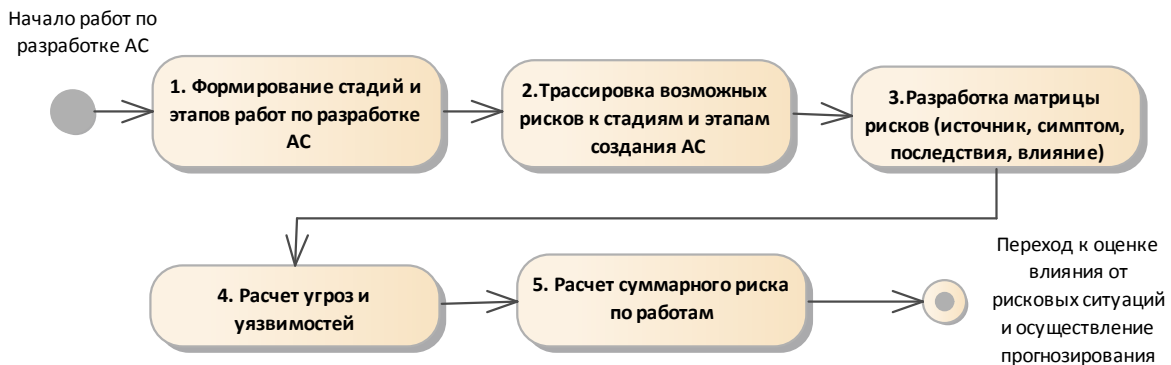 Начало работ по
разработке АС
1. Формирование стадий и
этапов работ по разработке
АС
2.Трассировка возможных
рисков к стадиям и этапам
создания АС
3.Разработка матрицы
рисков (источник, симптом,
последствия, влияние)
4. Расчет угроз и
уязвимостей
5. Расчет суммарного риска
по работам
Переход к оценке
влияния от
рисковых ситуаций
и осуществление
прогнозирования